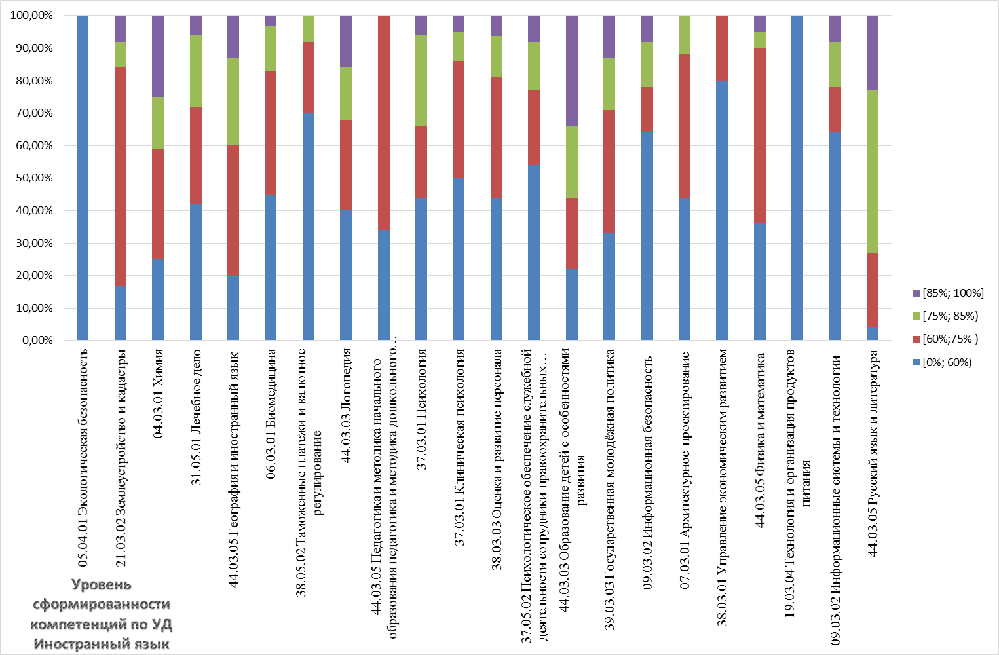 100,00%
90,00%
80,00%
70,00%
60,00%
50,00%
40,00%
30,00%
20,00%
10,00%
0,00%
05.04.01 Экологическая безопасность
21.03.02 Землеустройство и кадастры
04.03.01 Химия
31.05.01 Лечебное дело
44.03.05 География и иностранный язык
06.03.01 Биомедицина
38.05.02 Таможенные платежи и валютное
регулирование
44.03.03 Логопедия
44.03.05 Педагогика и методика начального
образования педагогика и методика дошкольного…
37.03.01 Психология
37.03.01 Клиническая психология
38.03.03 Оценка и развитие персонала
37.05.02 Психологическое обеспечение служебной
деятельности сотрудники правоохранительных…
44.03.03 Образование детей с особенностями
развития
39.03.03 Государственная молодёжная политика
09.03.02 Информационная безопасность
07.03.01 Архитектурное проектирование
38.03.01 Управление экономическим развитием
44.03.05 Физика и математика
19.03.04 Технология и организация продуктов
питания
09.03.02 Информационные системы и технологии
44.03.05 Русский язык и литература
[85%; 100%]
[75%; 85%)
[60%;75% )
[0%; 60%)
Уровень
сформированности
компетенций по УД
Иностранный язык